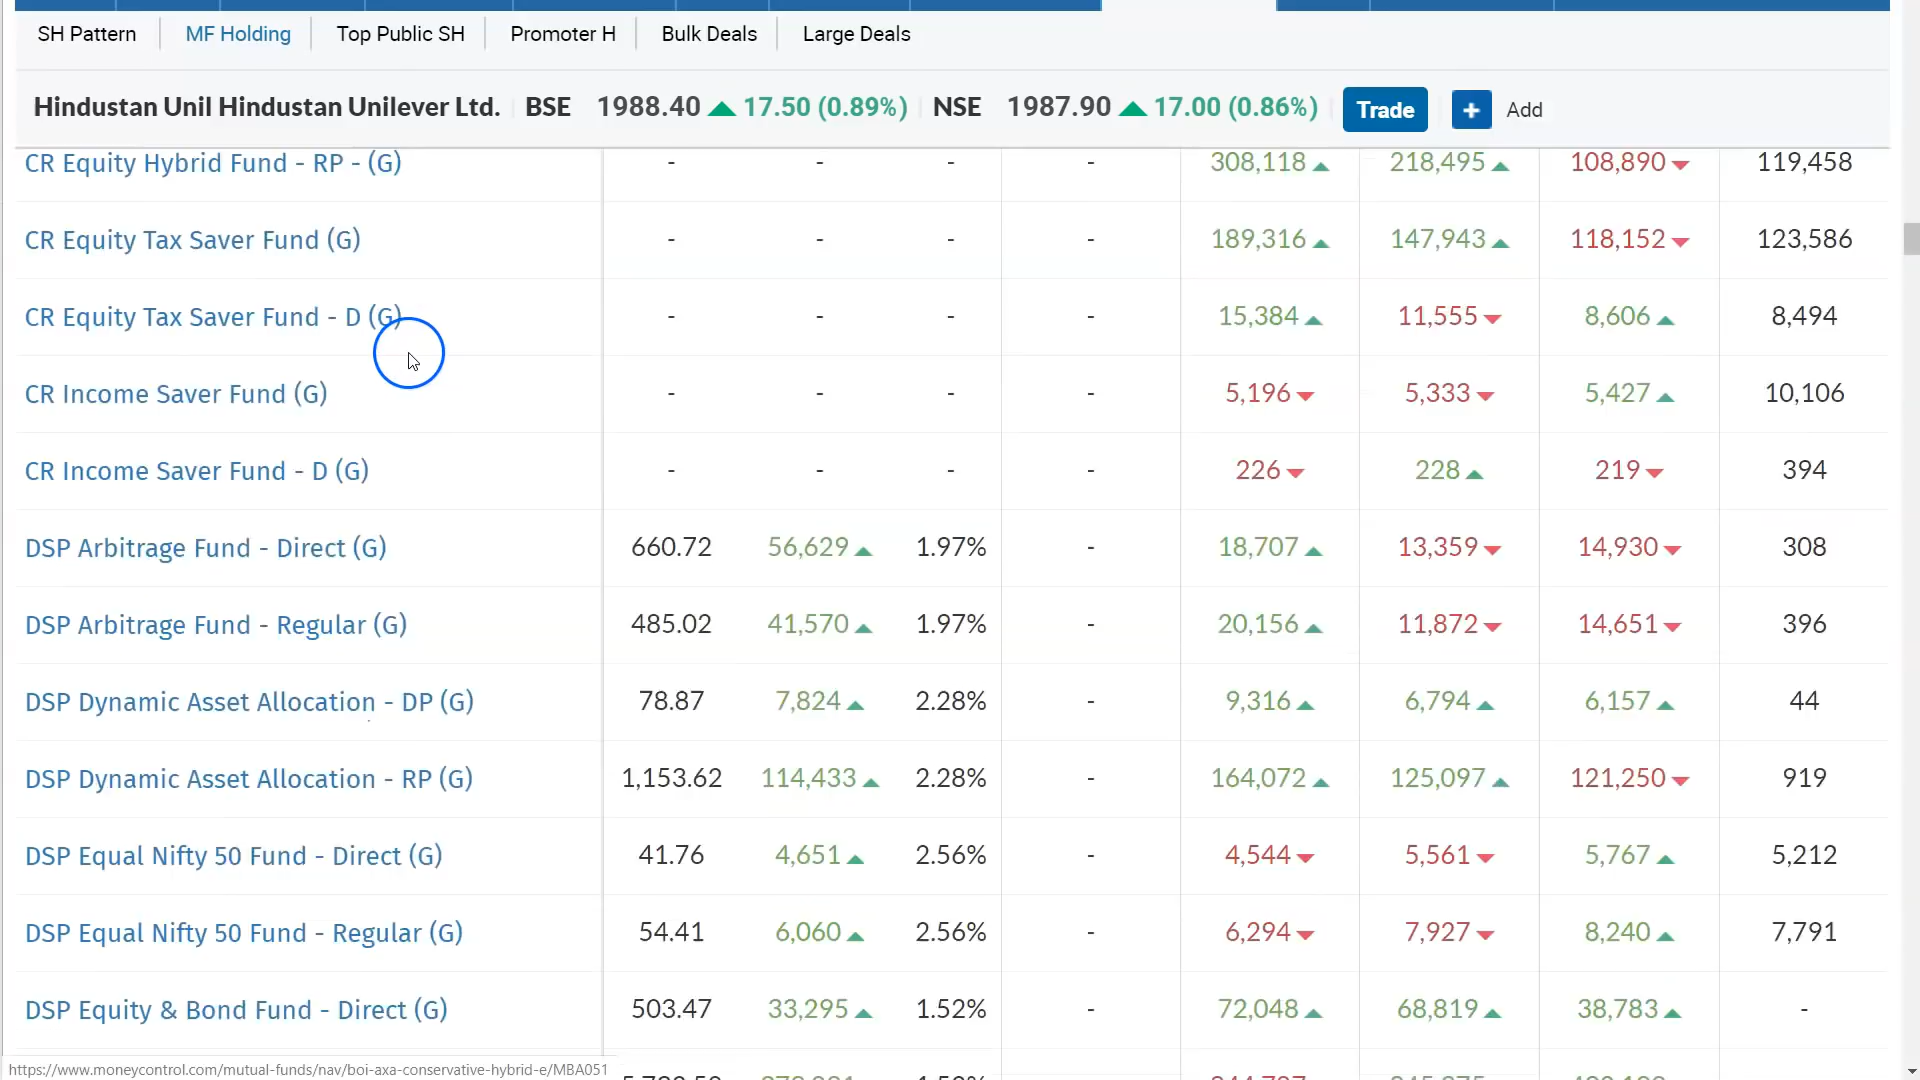 SH Pattern MF Holding Top Public SH Promoter H Bulk Deals Large Deals
Hindustan Unil Hindustan Unilever Ltd. BSE 1988.40 ▲ 17.50 (0.89%) NSE 1987.90 ▲ 17.00 (0.86%) Trade + Add
CR Equity Hybrid Fund - RP - (G) - - - - 308,118 ▲ 218,495 ▲ 108,890 ▼ 119,458
CR Equity Tax Saver Fund (G) - - - - 189,316 ▲ 147,943 ▲ 118,152 ▼ 123,586
CR Equity Tax Saver Fund - D (G) - - - - 15,384 ▲ 11,555 ▼ 8,606 ▲ 8,494
CR Income Saver Fund (G) - - - - 5,196 ▼ 5,333 ▼ 5,427 ▲ 10,106
CR Income Saver Fund - D (G) - - - - 226 ▼ 228 ▲ 219 ▼ 394
DSP Arbitrage Fund - Direct (G) 660.72 56,629 ▲ 1.97% - 18,707 ▲ 13,359 ▼ 14,930 ▼ 308
DSP Arbitrage Fund - Regular (G) 485.02 41,570 ▲ 1.97% - 20,156 ▲ 11,872 ▼ 14,651 ▼ 396
DSP Dynamic Asset Allocation - DP (G) 78.87 7,824 ▲ 2.28% - 9,316 ▲ 6,794 ▲ 6,157 ▲ 44
DSP Dynamic Asset Allocation - RP (G) 1,153.62 114,433 ▲ 2.28% - 164,072 ▲ 125,097 ▲ 121,250 ▼ 919
DSP Equal Nifty 50 Fund - Direct (G) 41.76 4,651 ▲ 2.56% - 4,544 ▼ 5,561 ▼ 5,767 ▲ 5,212
DSP Equal Nifty 50 Fund - Regular (G) 54.41 6,060 ▲ 2.56% - 6,294 ▼ 7,927 ▼ 8,240 ▲ 7,791
DSP Equity & Bond Fund - Direct (G) 503.47 33,295 ▲ 1.52% - 72,048 ▲ 68,819 ▲ 38,783 ▲ -
https://www.moneycontrol.com/mutual-funds/nav/boi-axa-conservative-hybrid-e/MBA051